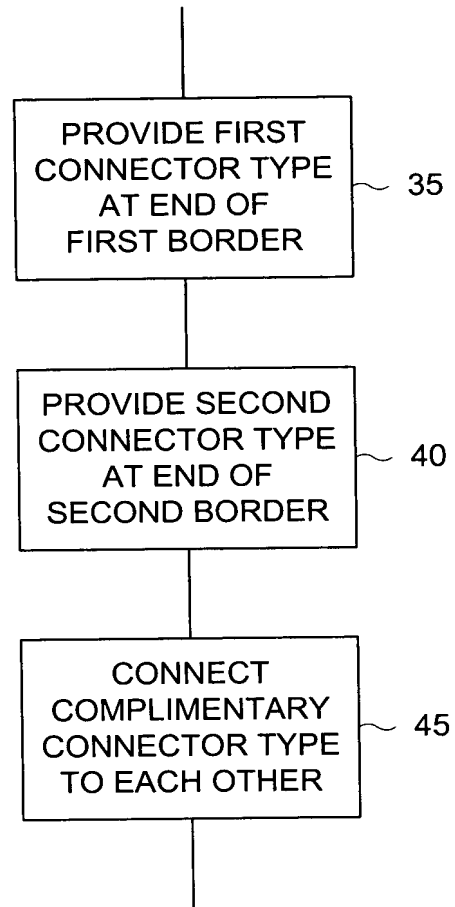 PROVIDE FIRST
CONNECTOR TYPE
AT END OF
FIRST BORDER
35
PROVIDE SECOND
CONNECTOR TYPE
AT END OF
SECOND BORDER
40
CONNECT
COMPLIMENTARY
CONNECTOR TYPE
TO EACH OTHER
45